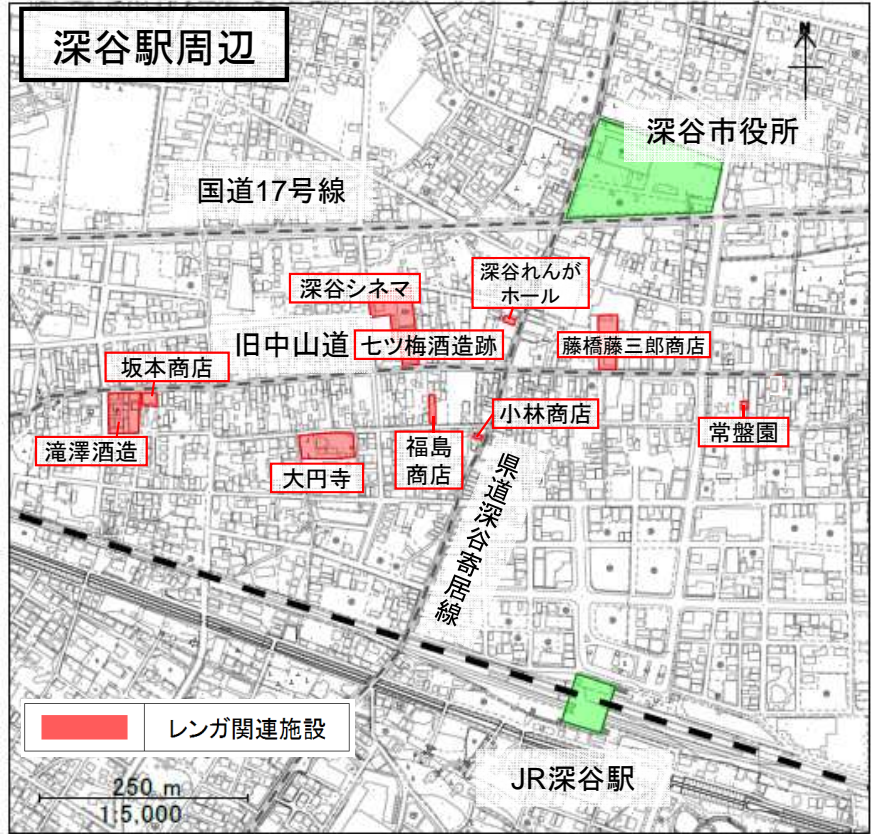 深谷駅周辺
N
深谷市役所
国道17号線
深谷れんが
ホール
深谷シネマ
旧中山道
七ツ梅酒造跡
藤橋藤三郎商店
坂本商店
小林商店
常盤園
滝澤酒造
福島
商店
大円寺
県道深谷寄居線
レンガ関連施設
JR深谷駅
250 m
1:5,000